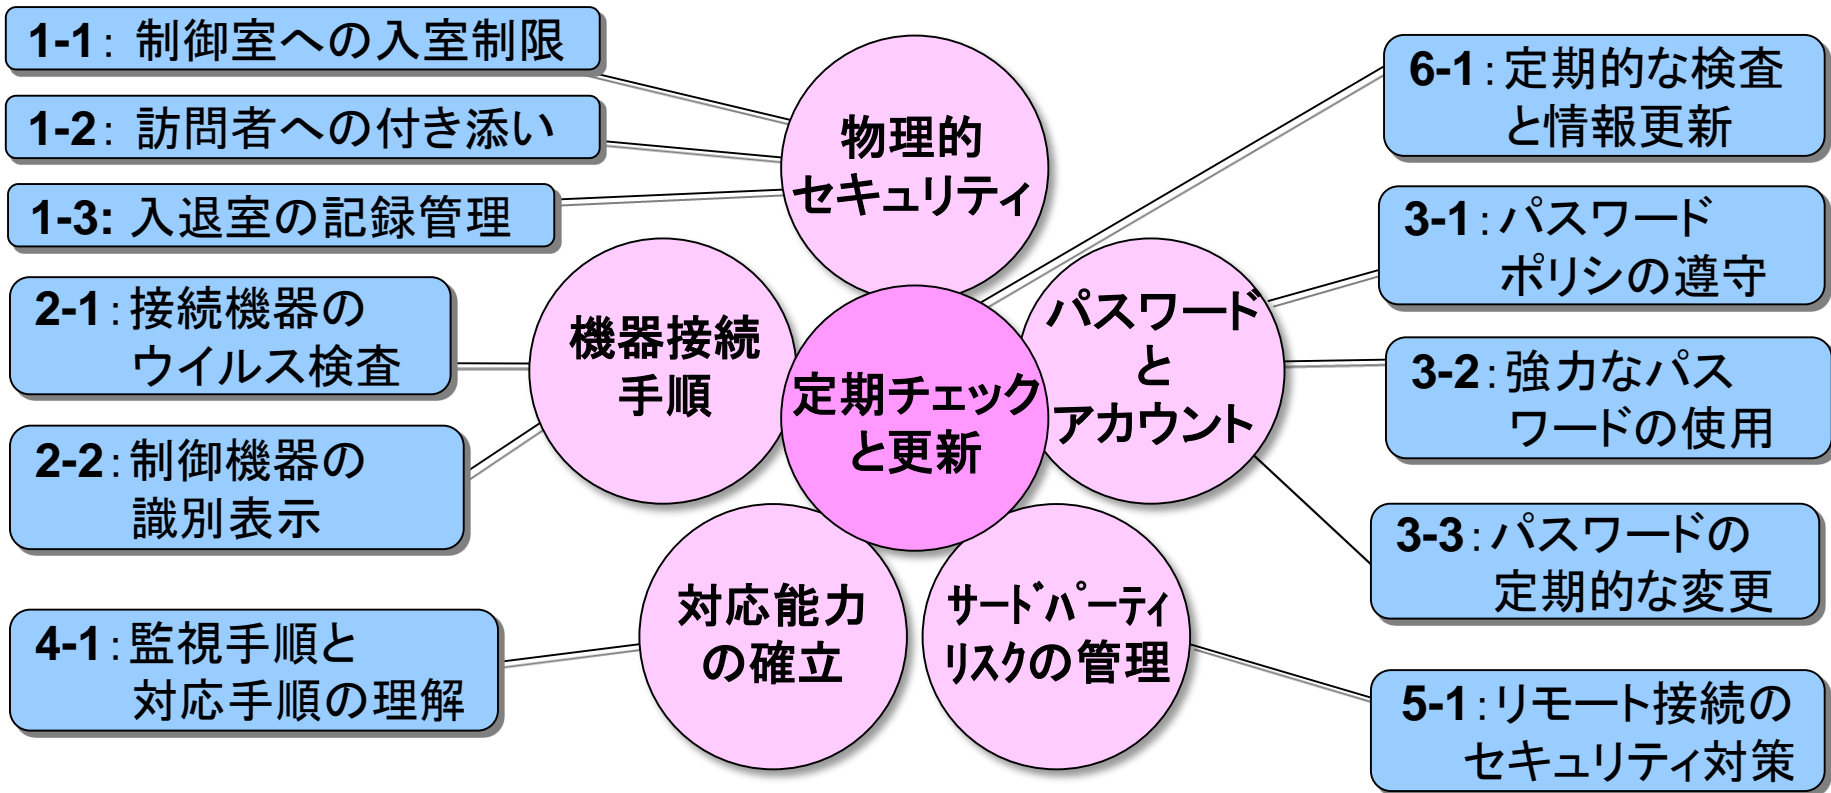 1-1: 制御室への入室制限
1-2: 訪問者への付き添い
1-3: 入退室の記録管理
2-1:接続機器の
ウイルス検査
2-2:制御機器の
識別表示
4-1:監視手順と
対応手順の理解
物理的
セキュリティ
機器接続
手順
定期チェック
と更新
パスワード
と
アカウント
対応能力
の確立
サードパーティ
リスクの管理
6-1:定期的な検査
と情報更新
3-1:パスワード
ポリシの遵守
3-2:強力なパス
ワードの使用
3-3:パスワードの
定期的な変更
5-1:リモート接続の
セキュリティ対策